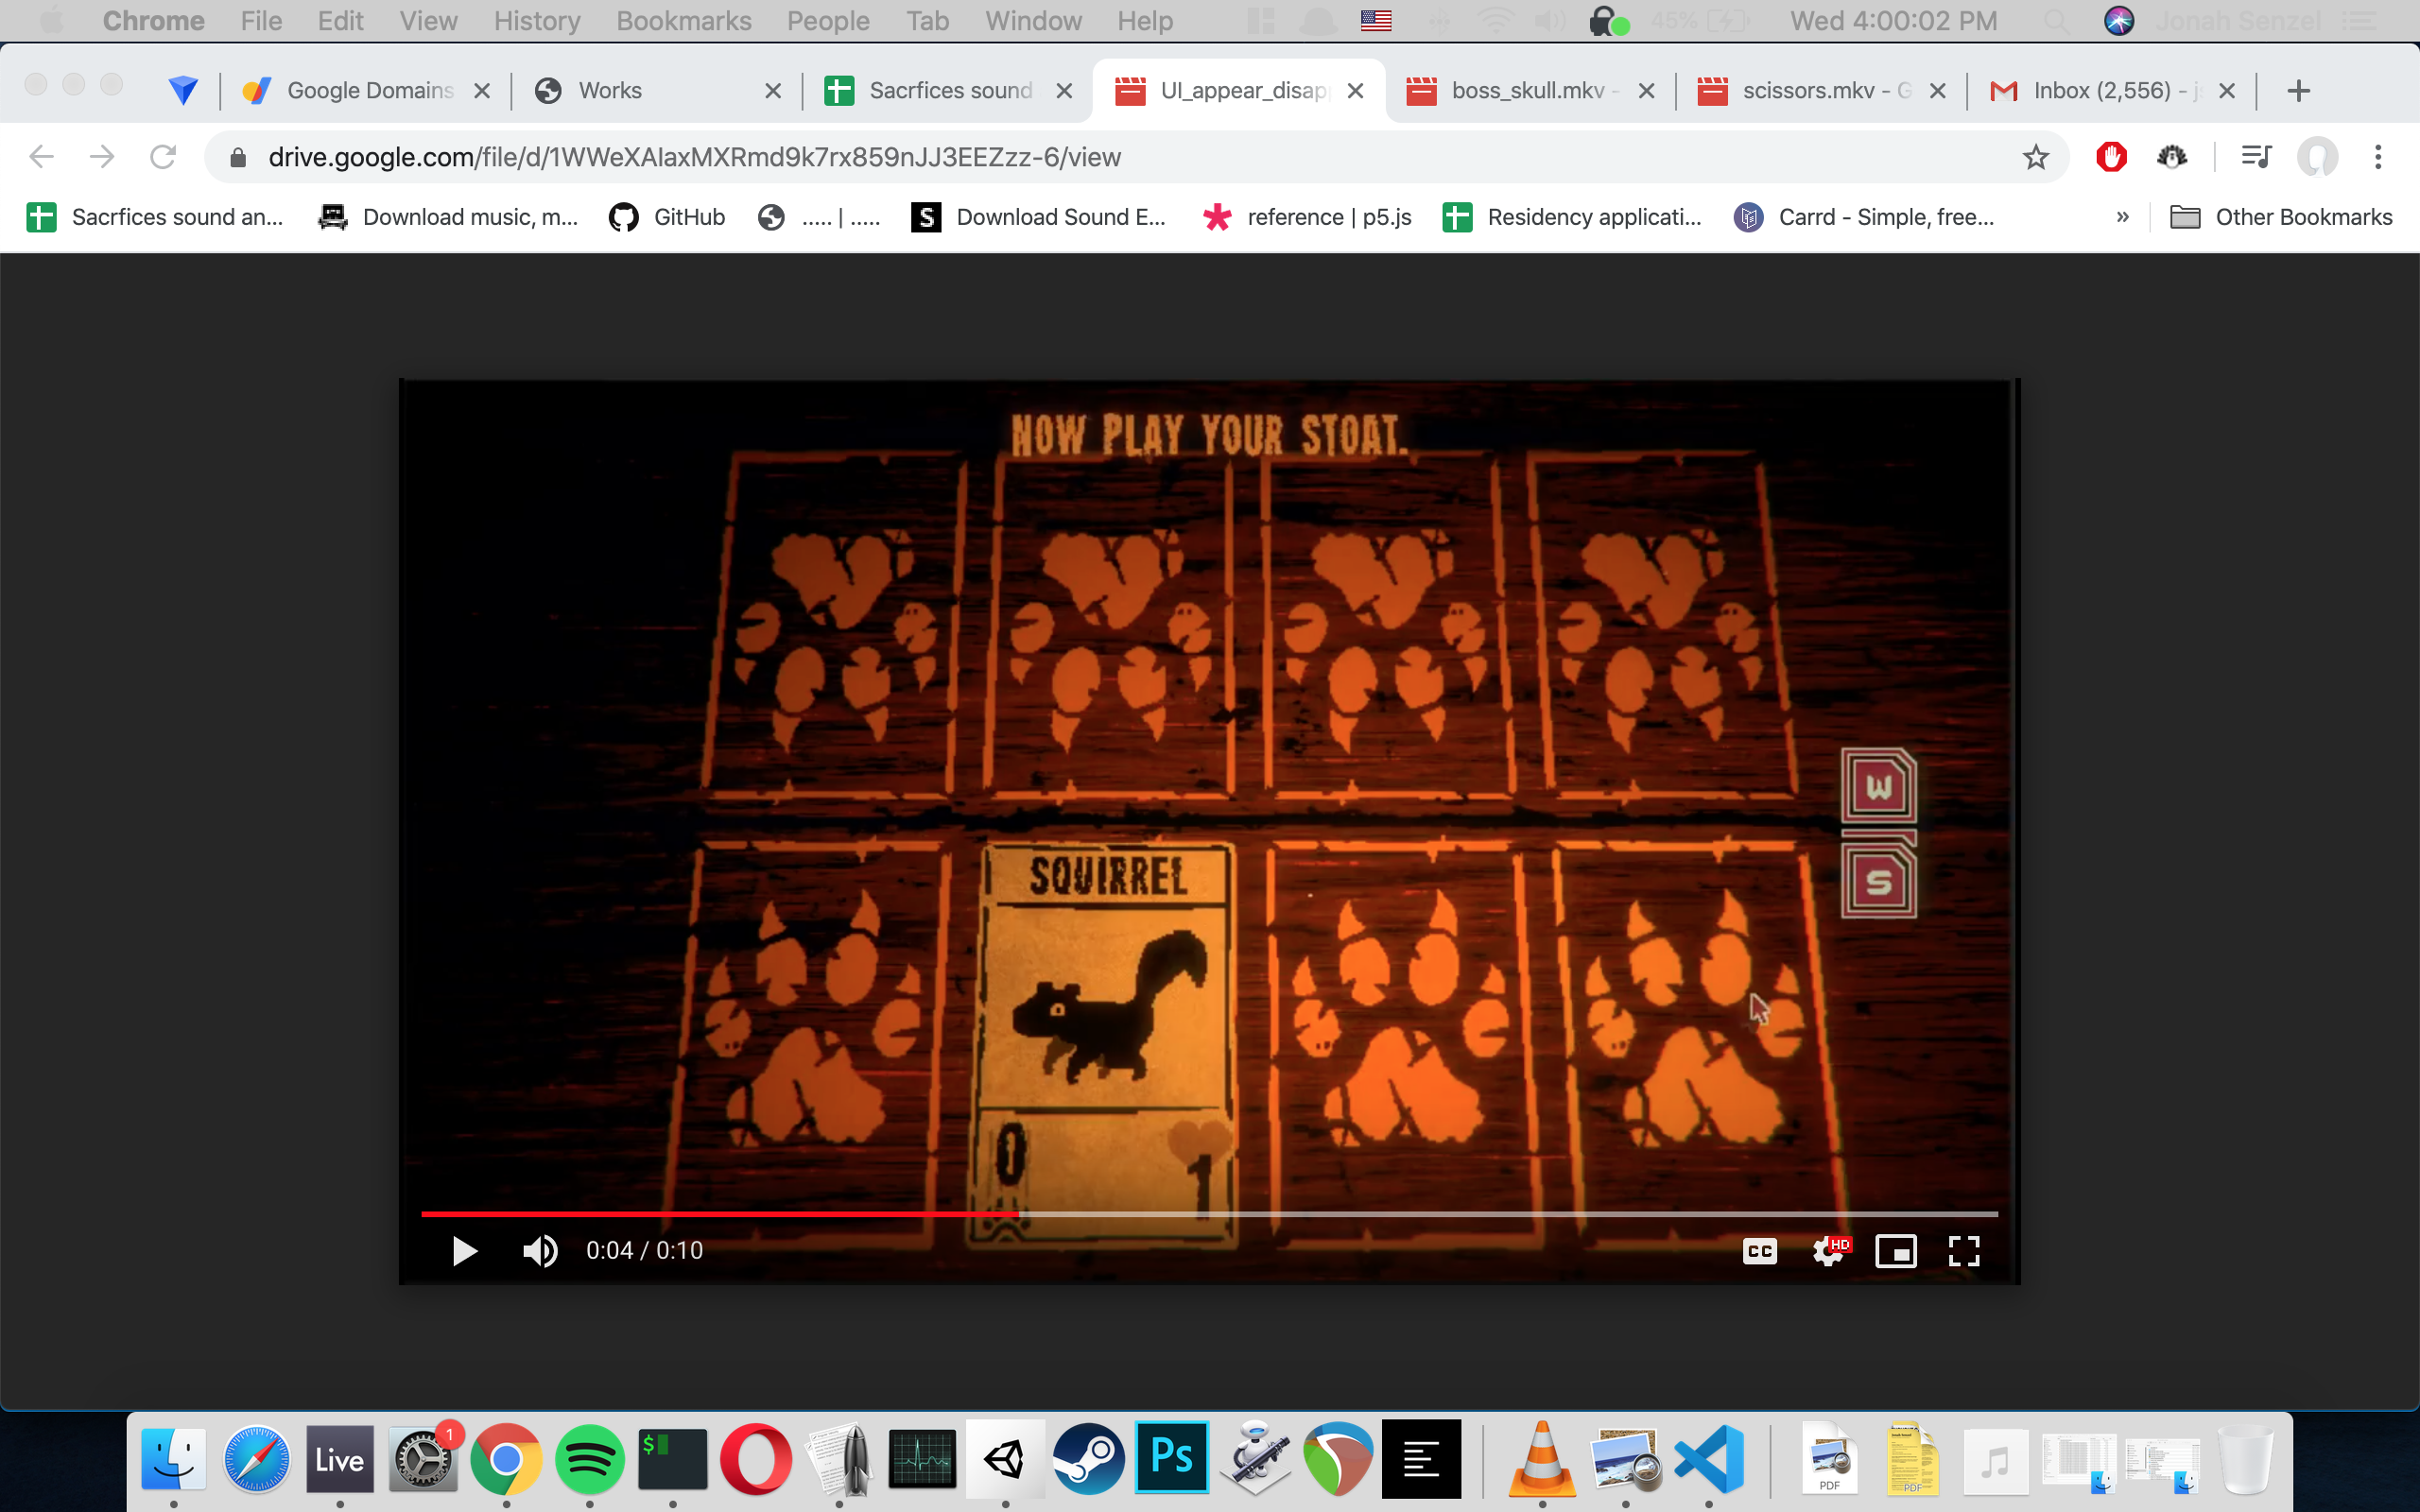 Chrome File Edit View History Bookmarks People Tab Window Help 45% Wed 4:00:02 PM Jonah Senzel
Google Domains Works Sacrfices sound UI_appear_disap boss_skull.mkv - scissors.mkv - G Inbox (2,556) - j
drive.google.com/file/d/1WWeXAIaxMXRmd9k7rx859nJJ3EEZzz-6/view
Sacrfices sound an... Download music, m... GitHub ..... | ..... S Download Sound E... reference | p5.js Residency applicati... Carrd - Simple, free... » Other Bookmarks
NOW PLAY YOUR STOAT.
W
SQUIRREL
S
0
1
0:04 / 0:10 CC HD
Live 1 $ Ps PDF PDF